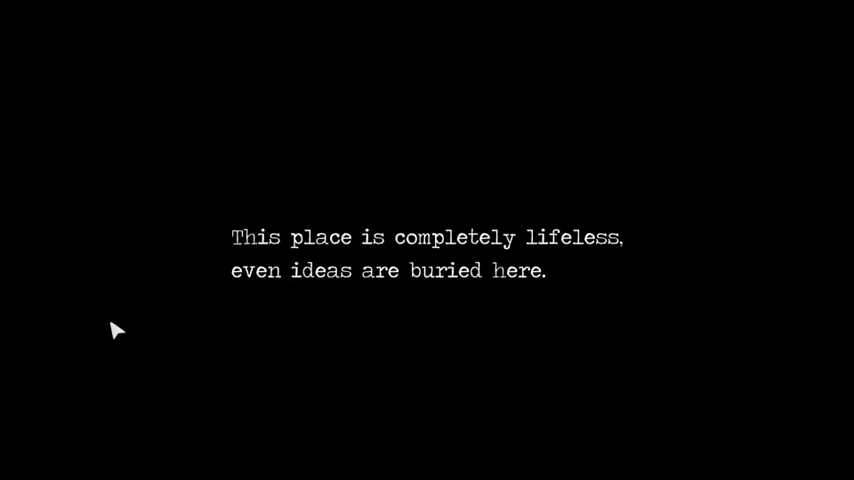 This place is completely lifeless,
even ideas are buried here.